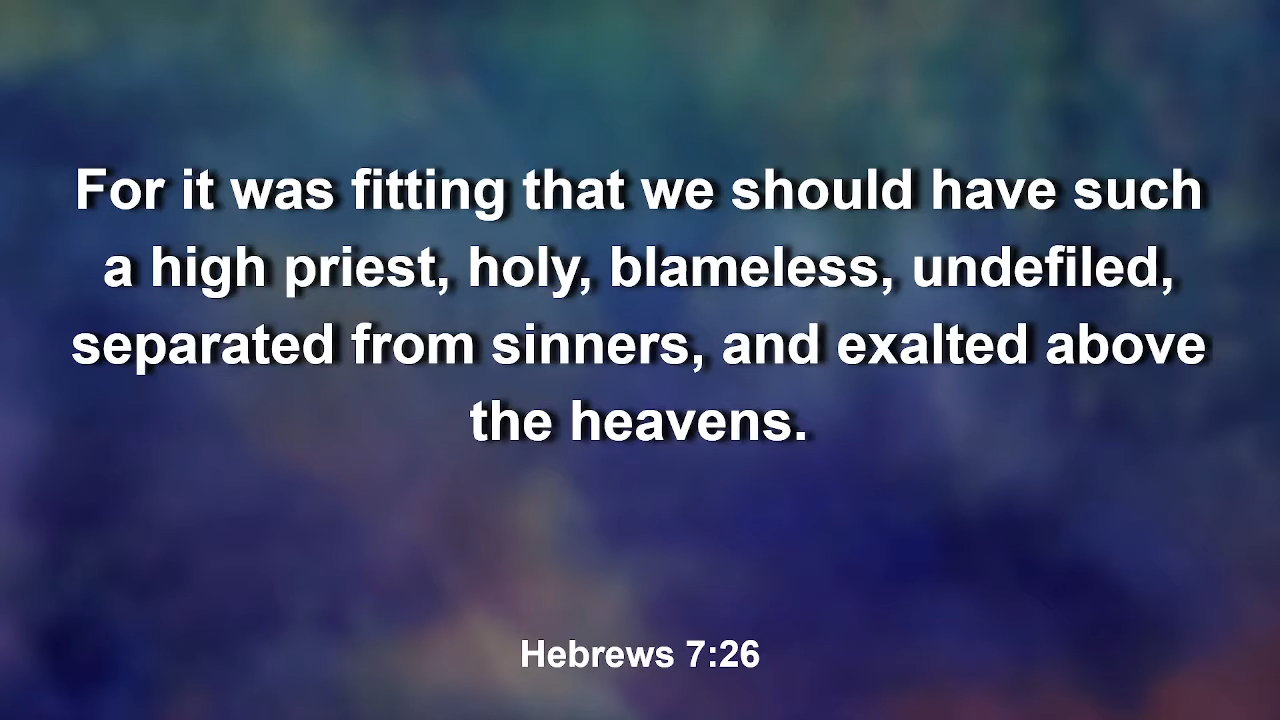 For it was fitting that we should have such
a high priest, holy, blameless, undefiled,
separated from sinners, and exalted above
the heavens.
Hebrews 7:26